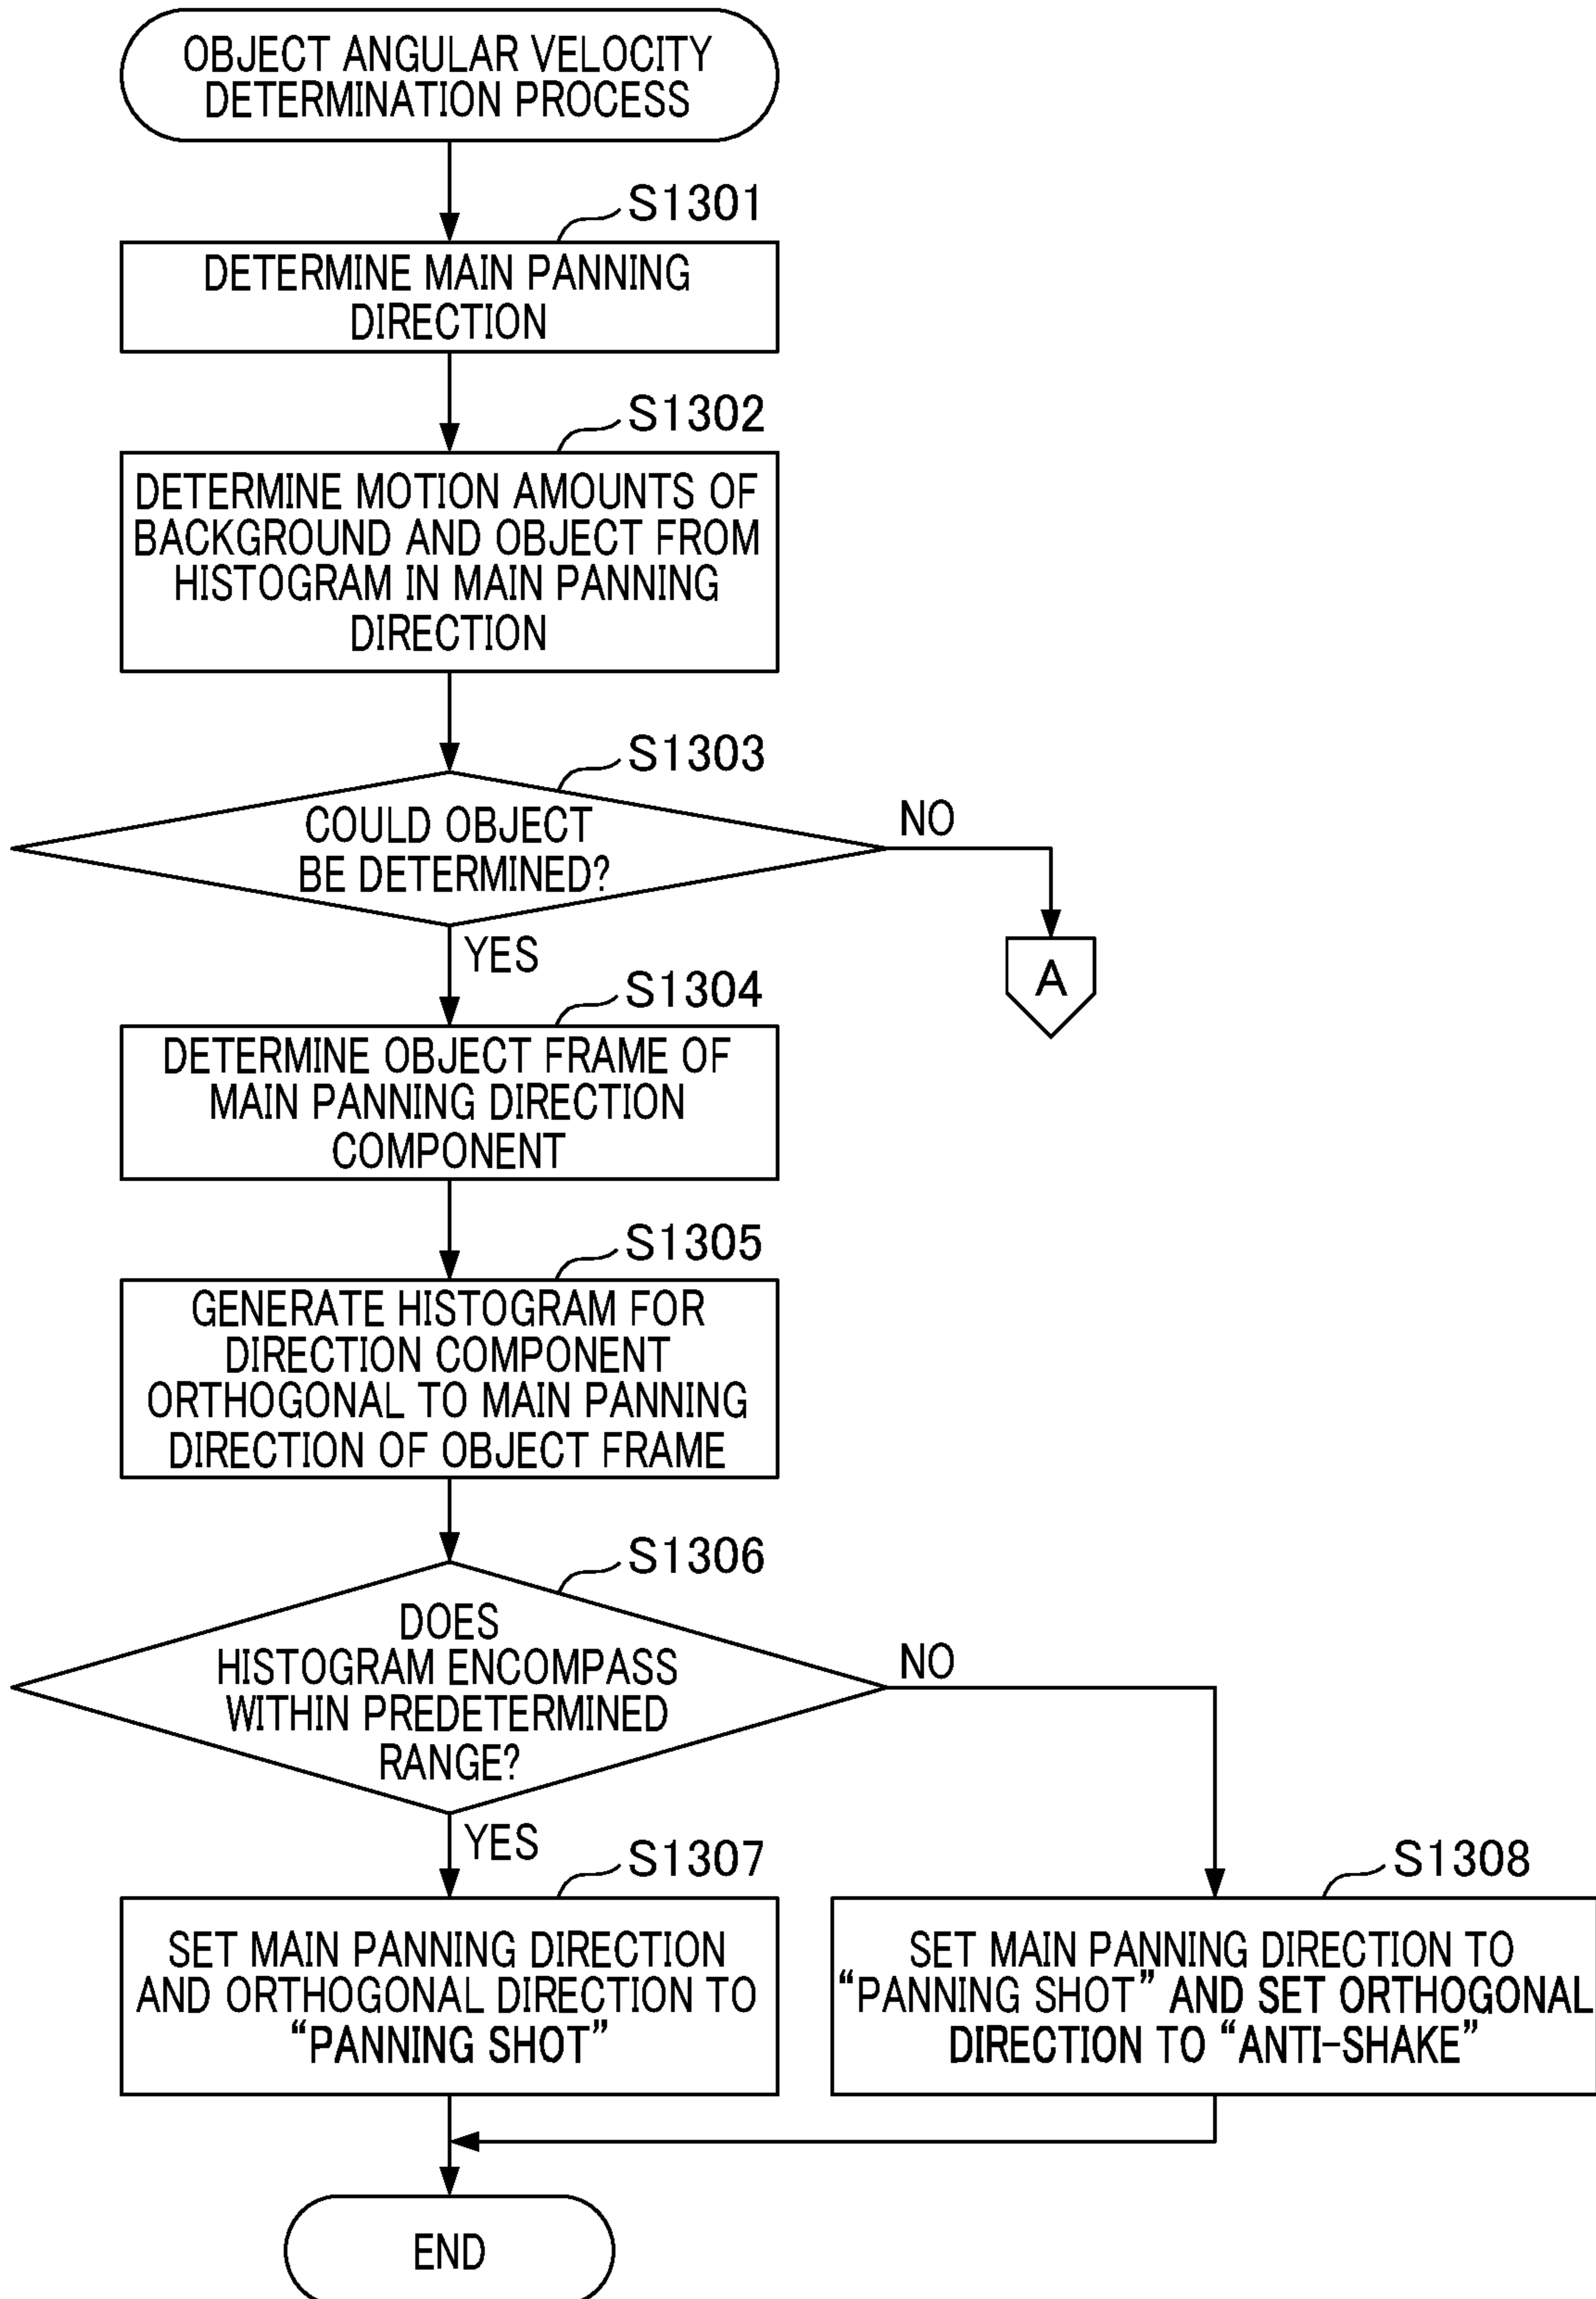 OBJECT ANGULAR VELOCITY
DETERMINATION PROCESS
S1301
DETERMINE MAIN PANNING
DIRECTION
S1302
DETERMINE MOTION AMOUNTS OF
BACKGROUND AND OBJECT FROM
HISTOGRAM IN MAIN PANNING
DIRECTION
S1303
COULD OBJECT
BE DETERMINED?
NO
YES
A
S1304
DETERMINE OBJECT FRAME OF
MAIN PANNING DIRECTION
COMPONENT
S1305
GENERATE HISTOGRAM FOR
DIRECTION COMPONENT
ORTHOGONAL TO MAIN PANNING
DIRECTION OF OBJECT FRAME
S1306
DOES
HISTOGRAM ENCOMPASS
WITHIN PREDETERMINED
RANGE?
NO
YES
S1307
SET MAIN PANNING DIRECTION
AND ORTHOGONAL DIRECTION TO
“PANNING SHOT”
S1308
SET MAIN PANNING DIRECTION TO
“PANNING SHOT” AND SET ORTHOGONAL
DIRECTION TO “ANTI-SHAKE”
END